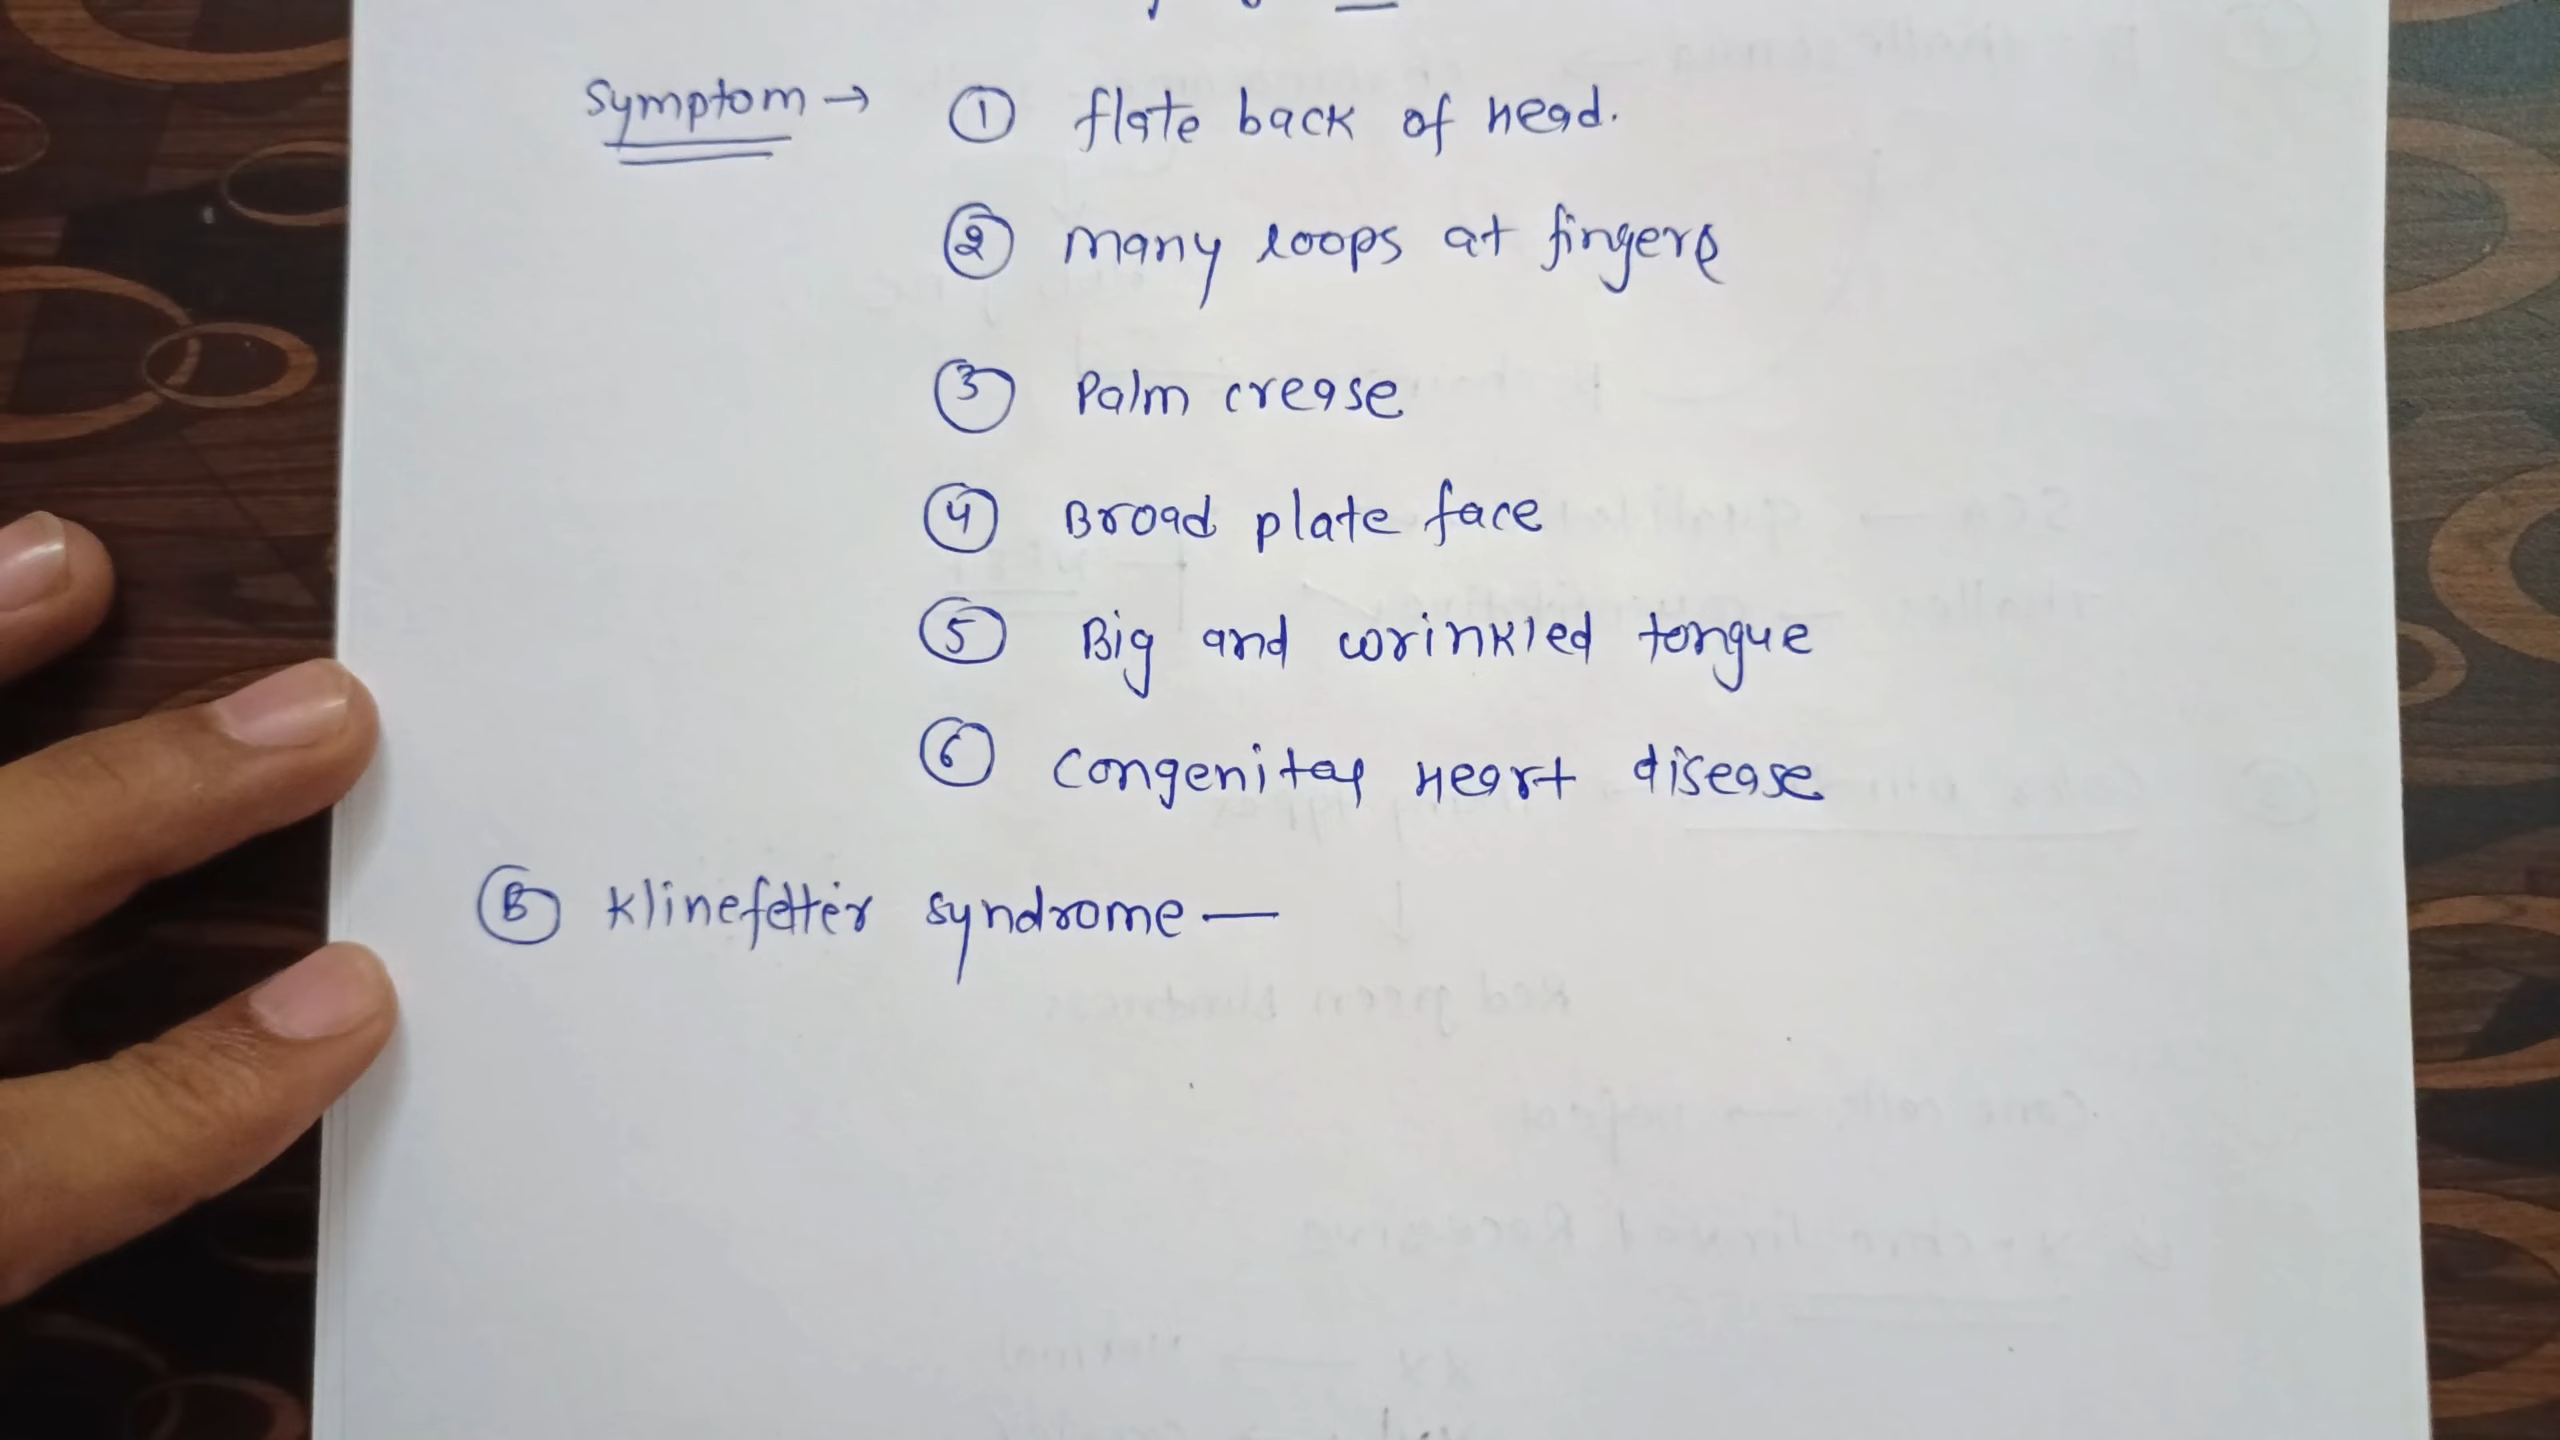 Symptom → ① flate back of head.
② many loops at fingers
③ Palm crease
④ Broad plate face
⑤ Big and wrinkled tongue
⑥ Congenital Heart disease
Ⓑ Klinefelter syndrome —